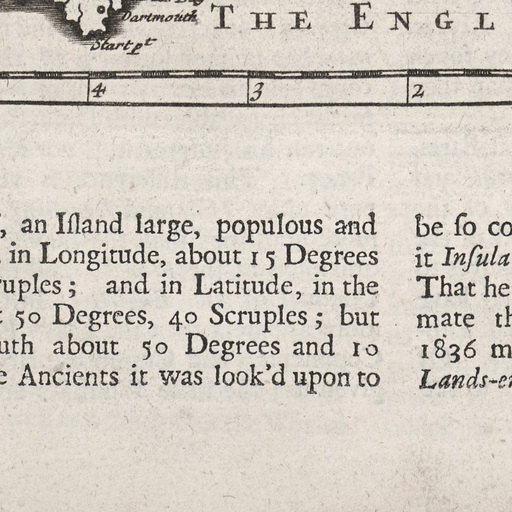 Dartmouth
THE ENGL
Start pt
4 3 2
, an Iſland large, populous and
in Longitude, about 15 Degrees
ruples; and in Latitude, in the
50 Degrees, 40 Scruples; but
uth about 50 Degrees and 10
e Ancients it was look'd upon to
be ſo co
it Inſula
That he
mate th
1836 m
Lands-e